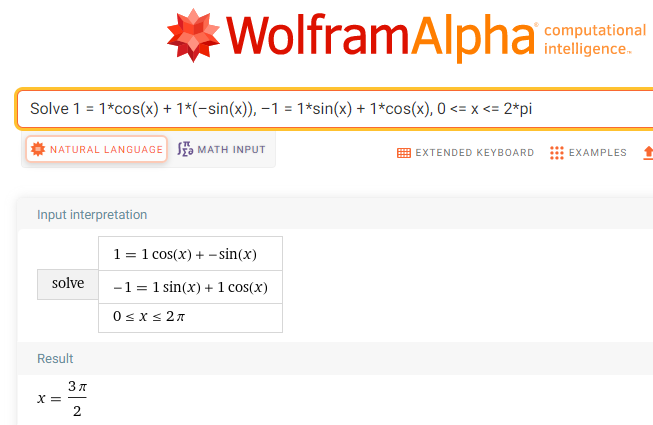 WolframAlpha computational intelligence.
Solve 1 = 1*cos(x) + 1*(−sin(x)), −1 = 1*sin(x) + 1*cos(x), 0 <= x <= 2*pi
NATURAL LANGUAGE ∫π Σ∂ MATH INPUT EXTENDED KEYBOARD EXAMPLES
Input interpretation
solve
1 = 1 cos(x) + −sin(x)
−1 = 1 sin(x) + 1 cos(x)
0 ≤ x ≤ 2 π
Result
x = 3 π / 2